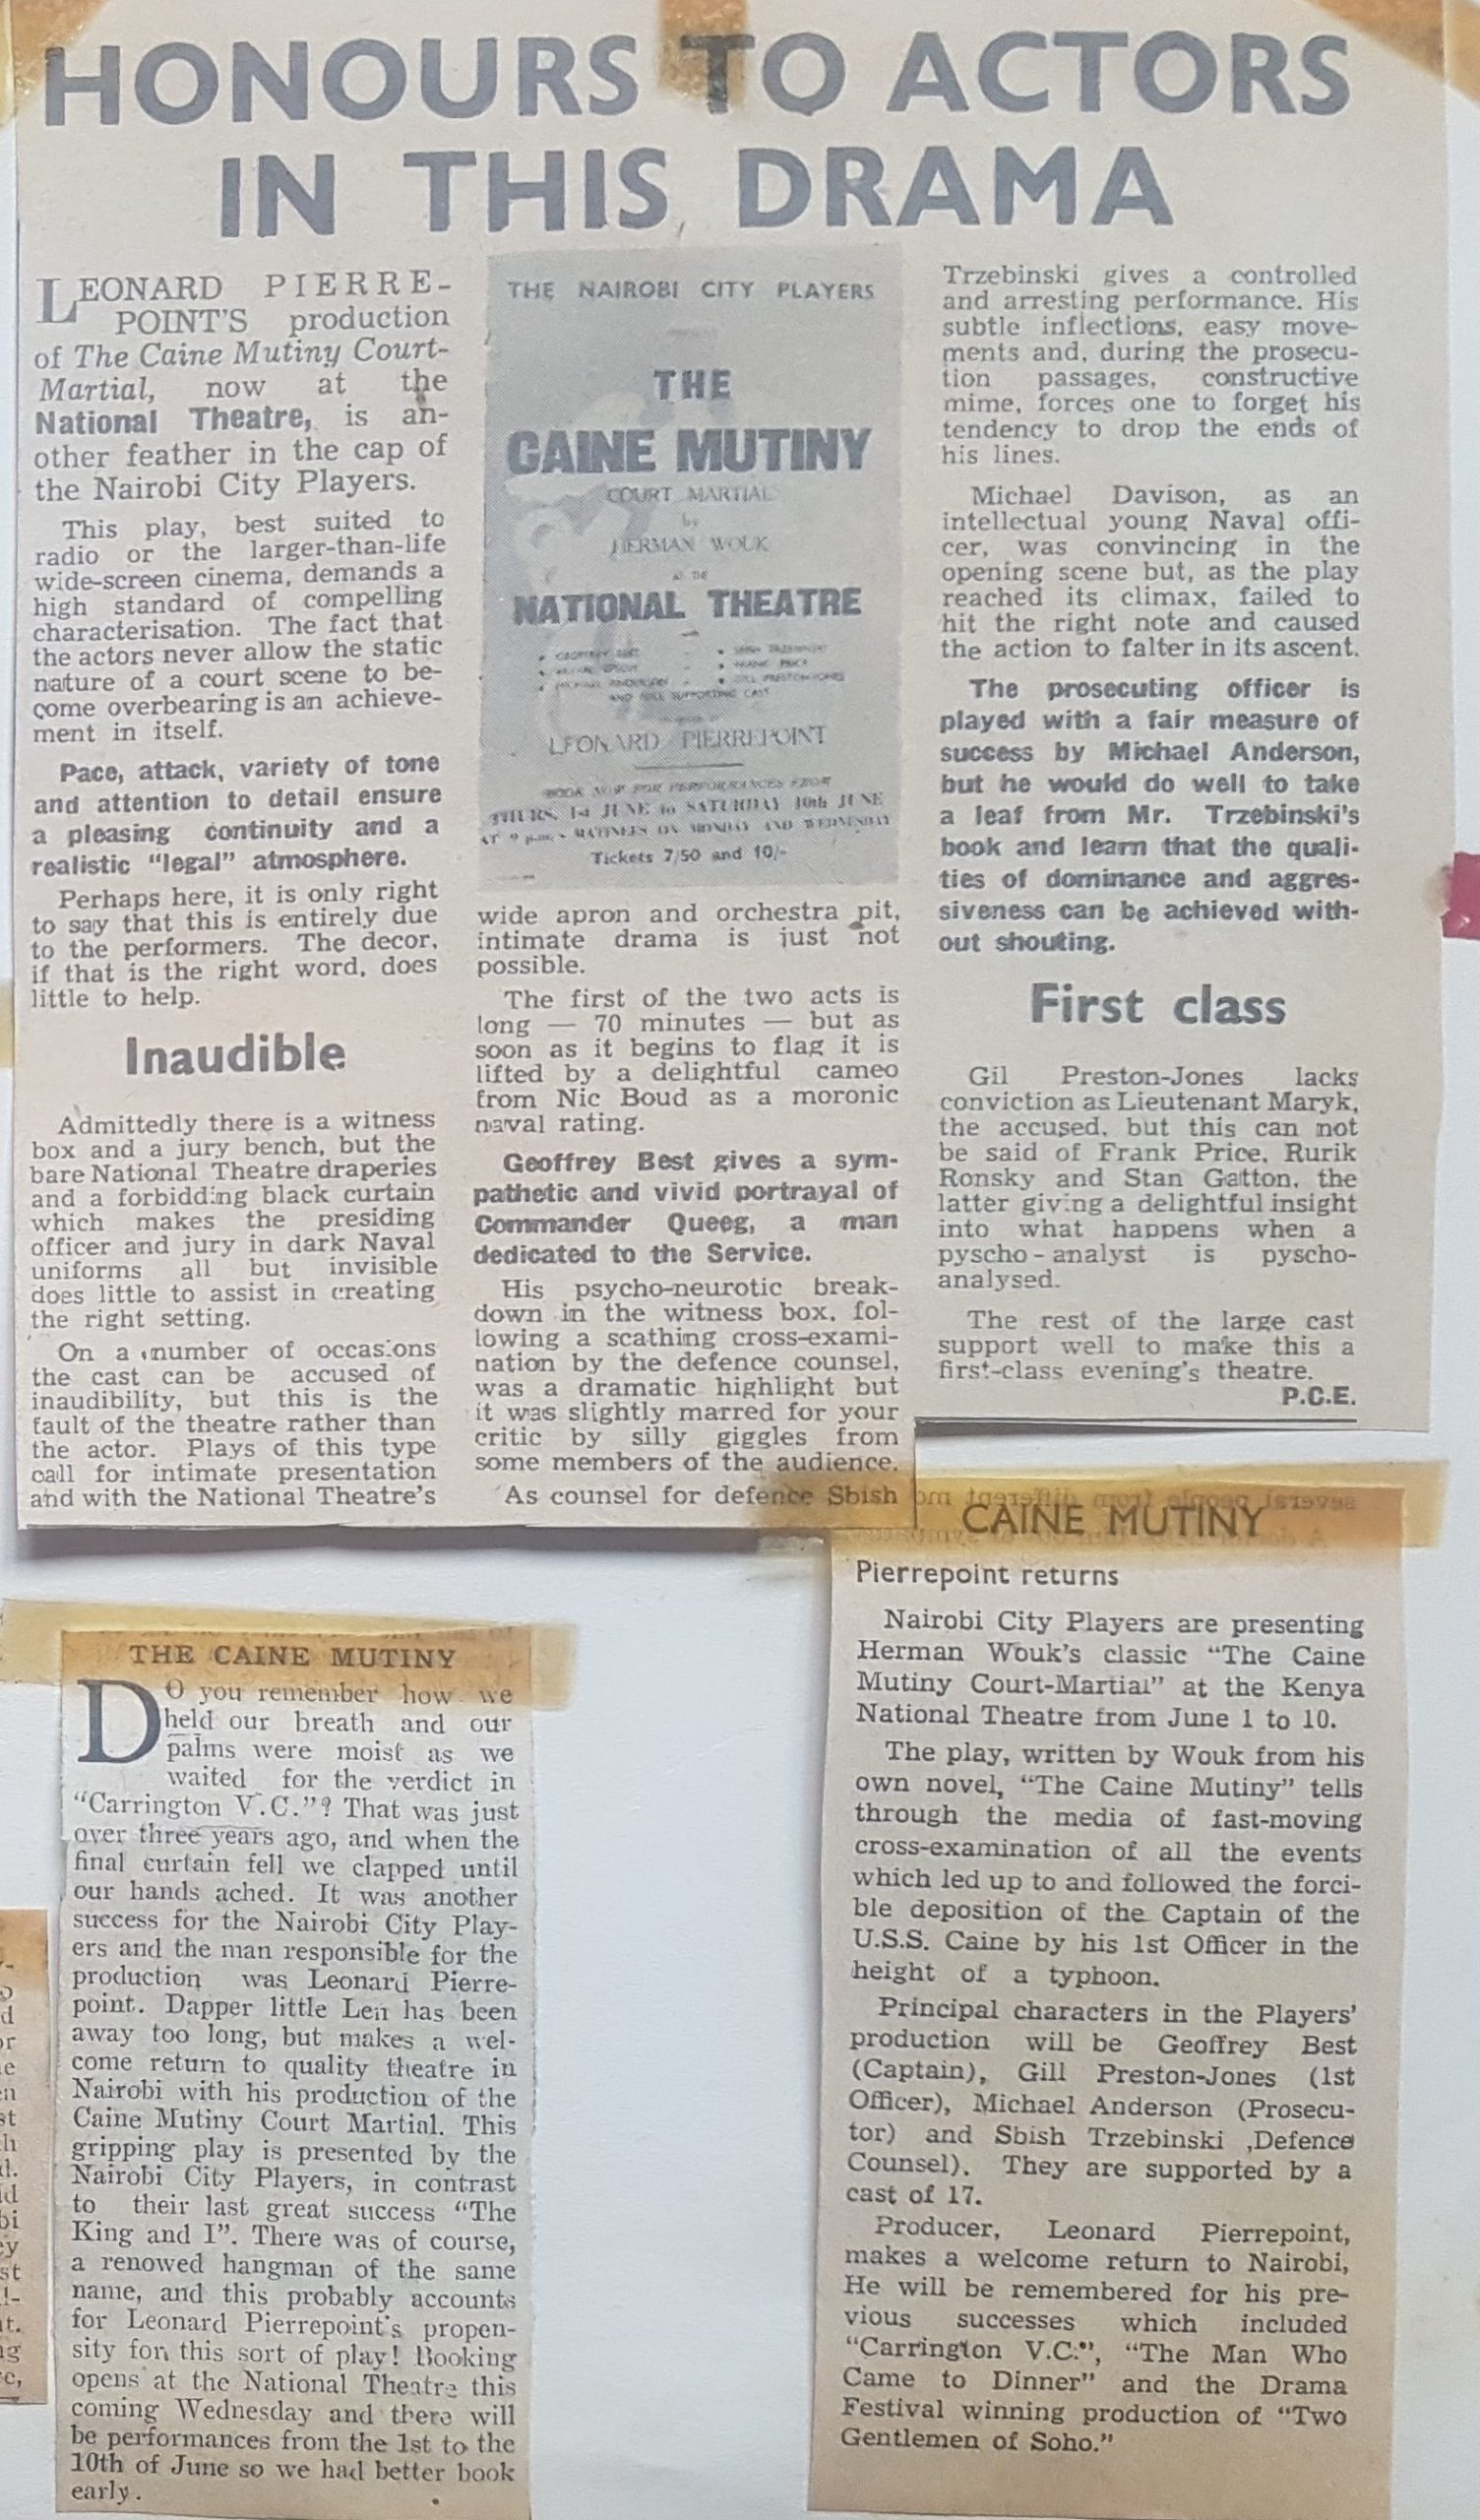 HONOURS TO ACTORS
IN THIS DRAMA
LEONARD PIERRE-
POINT'S production
of The Caine Mutiny Court-
Martial, now at the
National Theatre, is an-
other feather in the cap of
the Nairobi City Players.
This play, best suited to
radio or the larger-than-life
wide-screen cinema, demands a
high standard of compelling
characterisation. The fact that
the actors never allow the static
nature of a court scene to be-
come overbearing is an achieve-
ment in itself.
Pace, attack, variety of tone
and attention to detail ensure
a pleasing continuity and a
realistic "legal" atmosphere.
Perhaps here, it is only right
to say that this is entirely due
to the performers. The decor,
if that is the right word, does
little to help.
Inaudible
Admittedly there is a witness
box and a jury bench, but the
bare National Theatre draperies
and a forbidding black curtain
which makes the presiding
officer and jury in dark Naval
uniforms all but invisible
does little to assist in creating
the right setting.
On a number of occasions
the cast can be accused of
inaudibility, but this is the
fault of the theatre rather than
the actor. Plays of this type
call for intimate presentation
and with the National Theatre's
THE NAIROBI CITY PLAYERS
THE
CAINE MUTINY
COURT MARTIAL
by
HERMAN WOUK
AT THE
NATIONAL THEATRE
AND FULL SUPPORTING CAST
LEONARD PIERREPOINT
BOOK NOW FOR PERFORMANCES FROM
THURS. 1st JUNE to SATURDAY 10th JUNE
AT 9 p.m. - MATINEES ON MONDAY AND WEDNESDAY
Tickets 7/50 and 10/-
wide apron and orchestra pit,
intimate drama is just not
possible.
The first of the two acts is
long — 70 minutes — but as
soon as it begins to flag it is
lifted by a delightful cameo
from Nic Boud as a moronic
naval rating.
Geoffrey Best gives a sym-
pathetic and vivid portrayal of
Commander Queeg, a man
dedicated to the Service.
His psycho-neurotic break-
down in the witness box, fol-
lowing a scathing cross-exami-
nation by the defence counsel,
was a dramatic highlight but
it was slightly marred for your
critic by silly giggles from
some members of the audience.
As counsel for defence Sbish
Trzebinski gives a controlled
and arresting performance. His
subtle inflections, easy move-
ments and, during the prosecu-
tion passages, constructive
mime, forces one to forget his
tendency to drop the ends of
his lines.
Michael Davison, as an
intellectual young Naval offi-
cer, was convincing in the
opening scene but, as the play
reached its climax, failed to
hit the right note and caused
the action to falter in its ascent.
The prosecuting officer is
played with a fair measure of
success by Michael Anderson,
but he would do well to take
a leaf from Mr. Trzebinski's
book and learn that the quali-
ties of dominance and aggres-
siveness can be achieved with-
out shouting.
First class
Gil Preston-Jones lacks
conviction as Lieutenant Maryk,
the accused, but this can not
be said of Frank Price, Rurik
Ronsky and Stan Gatton, the
latter giving a delightful insight
into what happens when a
pyscho-analyst is pyscho-
analysed.
The rest of the large cast
support well to make this a
first-class evening's theatre.
P.C.E.
THE CAINE MUTINY
DO you remember how we
held our breath and our
palms were moist as we
waited for the verdict in
"Carrington V.C."? That was just
over three years ago, and when the
final curtain fell we clapped until
our hands ached. It was another
success for the Nairobi City Play-
ers and the man responsible for the
production was Leonard Pierre-
point. Dapper little Len has been
away too long, but makes a wel-
come return to quality theatre in
Nairobi with his production of the
Caine Mutiny Court Martial. This
gripping play is presented by the
Nairobi City Players, in contrast
to their last great success "The
King and I". There was of course,
a renowed hangman of the same
name, and this probably accounts
for Leonard Pierrepoint's propen-
sity for this sort of play! Booking
opens at the National Theatre this
coming Wednesday and there will
be performances from the 1st to the
10th of June so we had better book
early.
CAINE MUTINY
Pierrepoint returns
Nairobi City Players are presenting
Herman Wouk's classic "The Caine
Mutiny Court-Martial" at the Kenya
National Theatre from June 1 to 10.
The play, written by Wouk from his
own novel, "The Caine Mutiny" tells
through the media of fast-moving
cross-examination of all the events
which led up to and followed the forci-
ble deposition of the Captain of the
U.S.S. Caine by his 1st Officer in the
height of a typhoon.
Principal characters in the Players'
production will be Geoffrey Best
(Captain), Gill Preston-Jones (1st
Officer), Michael Anderson (Prosecu-
tor) and Sbish Trzebinski ,Defence
Counsel). They are supported by a
cast of 17.
Producer, Leonard Pierrepoint,
makes a welcome return to Nairobi,
He will be remembered for his pre-
vious successes which included
"Carrington V.C.", "The Man Who
Came to Dinner" and the Drama
Festival winning production of "Two
Gentlemen of Soho."